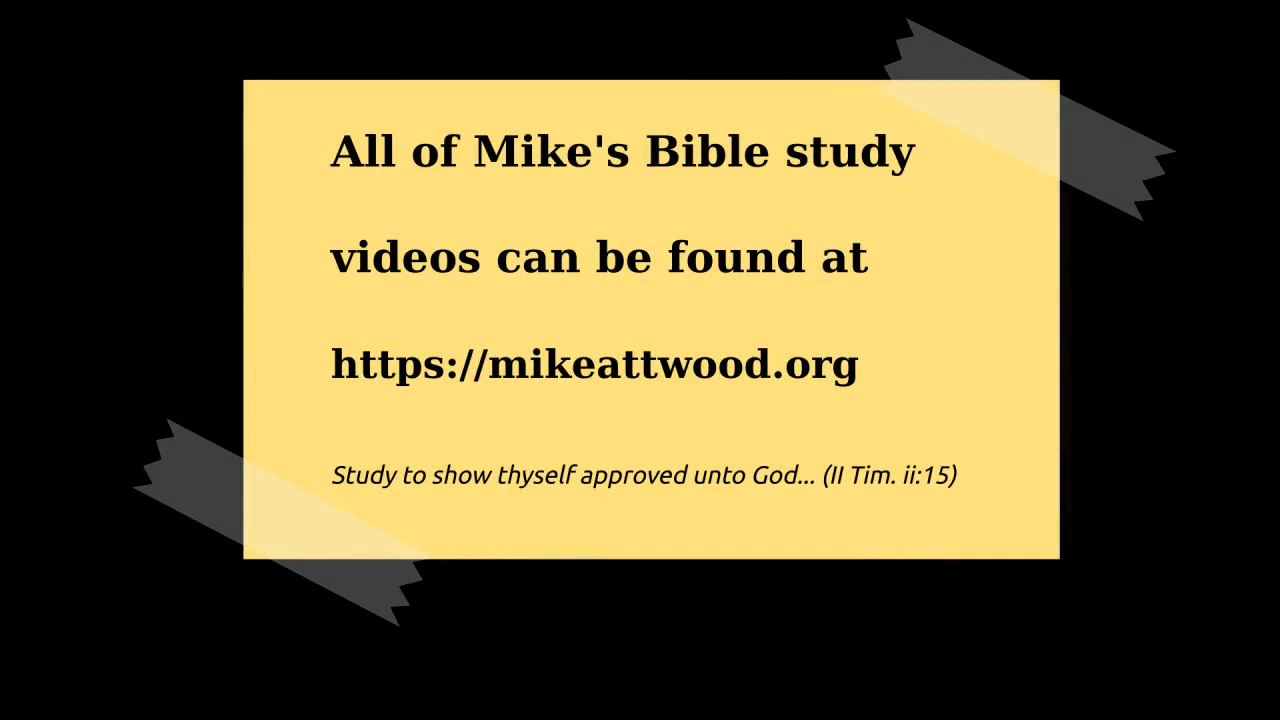 All of Mike's Bible study
videos can be found at
https://mikeattwood.org
Study to show thyself approved unto God... (II Tim. ii:15)